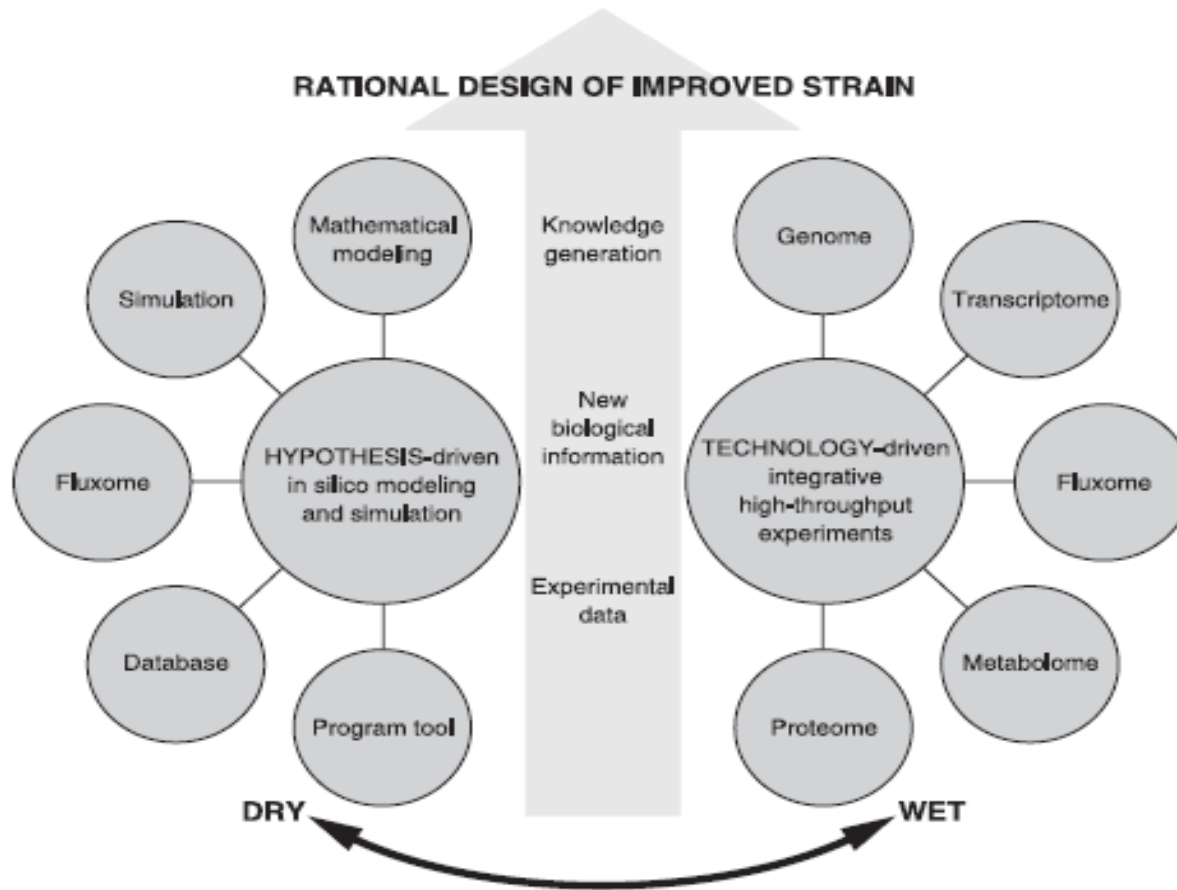 RATIONAL DESIGN OF IMPROVED STRAIN
Mathematical
modeling
Simulation
Fluxome
Database
Program tool
HYPOTHESIS-driven
in silico modeling
and simulation
Knowledge
generation
New
biological
information
Experimental
data
Genome
Transcriptome
Fluxome
Metabolome
Proteome
TECHNOLOGY-driven
integrative
high-throughput
experiments
DRY
WET